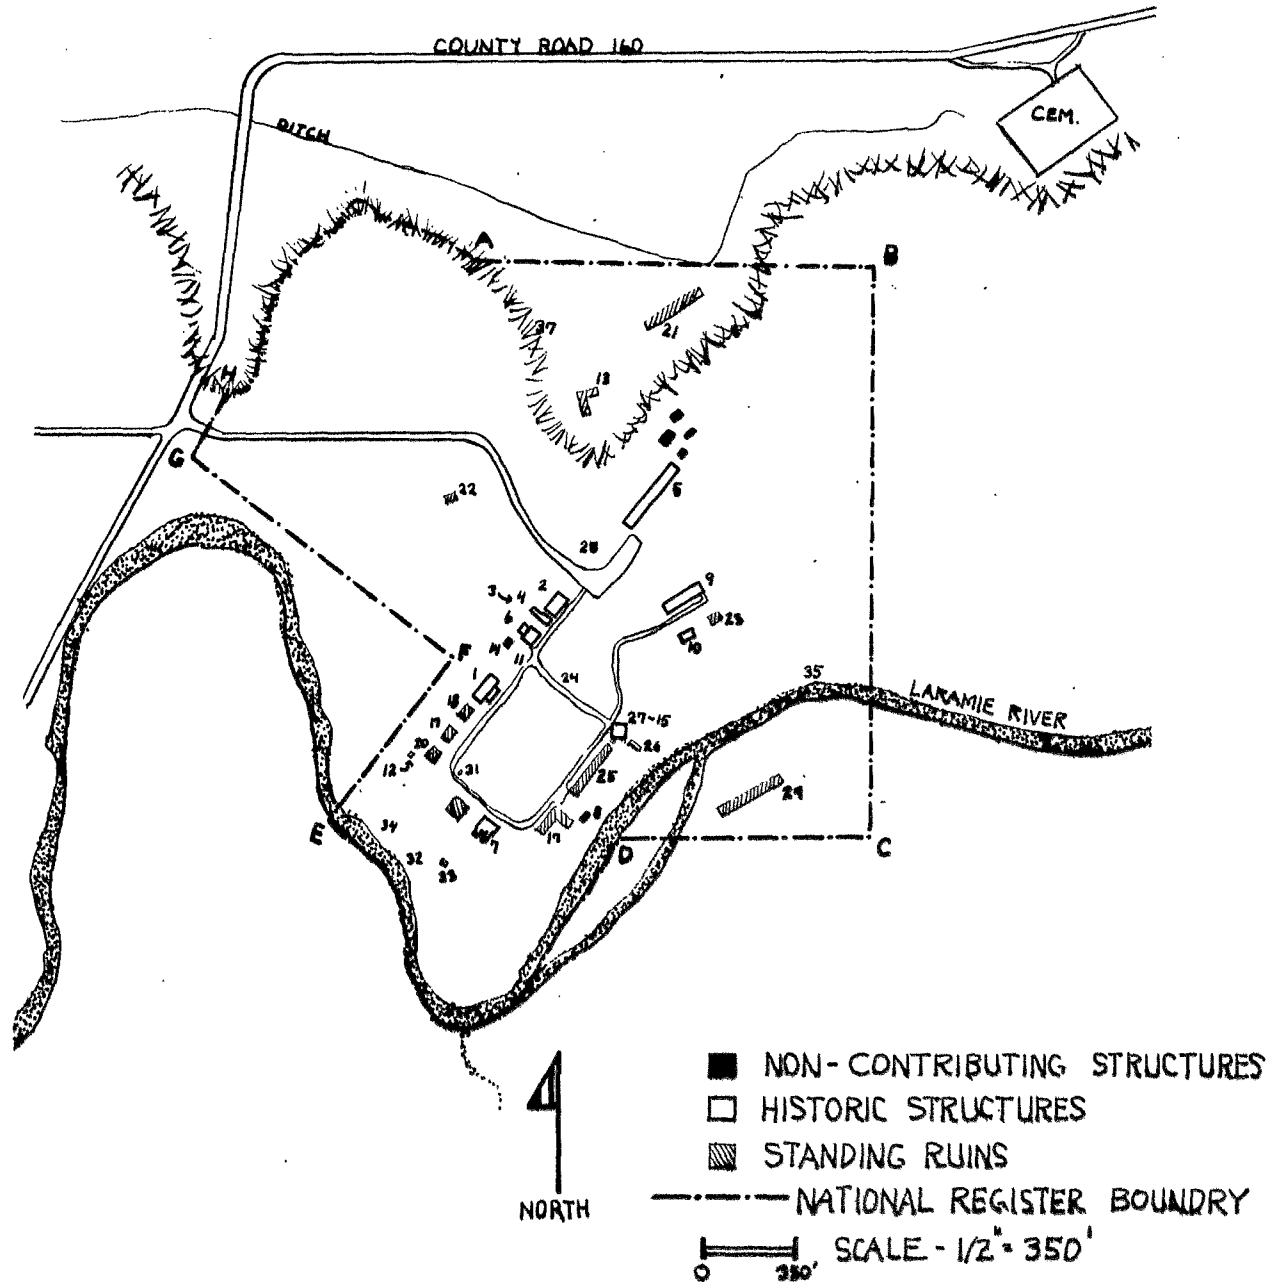 COUNTY ROAD 160
CEM.
DITCH
A
B
37
21
13
H
G
22
5
28
9
3 4 2
6
14
11
10
23
F
1
24
35
LARAMIE RIVER
18
19
20
12
27-15
26
31
25
29
8
17
7
E
34
32
33
D
C
NON-CONTRIBUTING STRUCTURES
HISTORIC STRUCTURES
STANDING RUINS
NATIONAL REGISTER BOUNDRY
NORTH
SCALE - 1/2" = 350'
0 350'